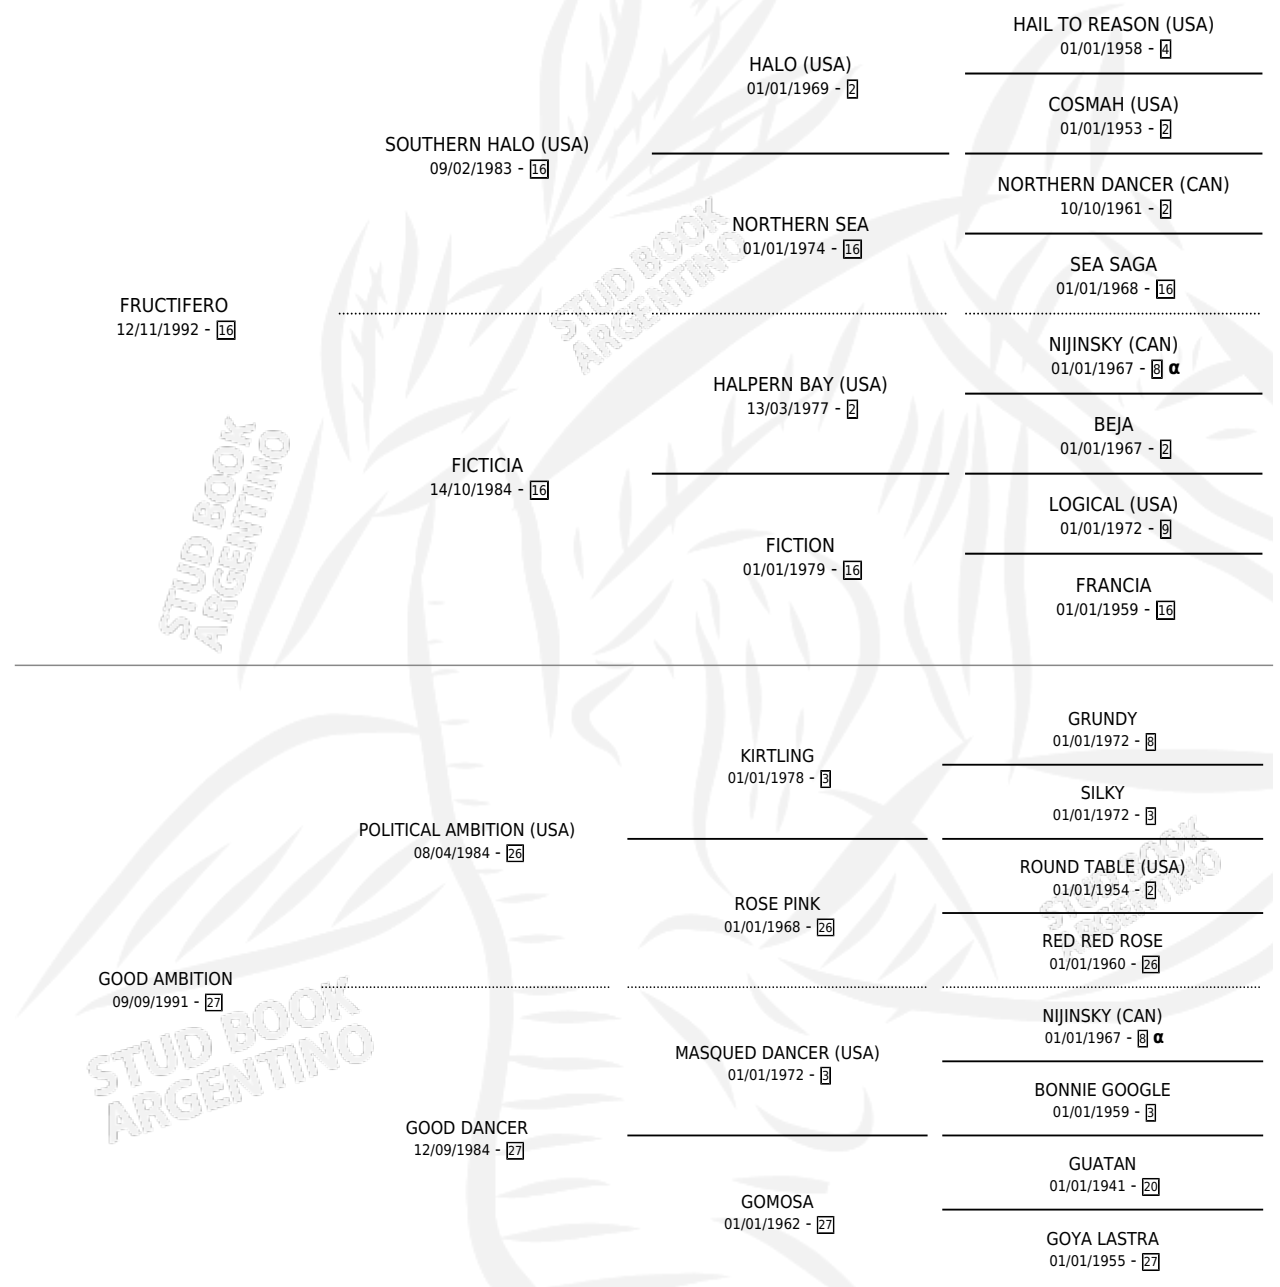 HAIL TO REASON (USA)
01/01/1958 - 4
HALO (USA)
01/01/1969 - 2
COSMAH (USA)
01/01/1953 - 2
SOUTHERN HALO (USA)
09/02/1983 - 16
NORTHERN DANCER (CAN)
10/10/1961 - 2
NORTHERN SEA
01/01/1974 - 16
SEA SAGA
01/01/1968 - 16
STUD BOOK
ARGENTINO
FRUCTIFERO
12/11/1992 - 16
NIJINSKY (CAN)
01/01/1967 - 8 α
HALPERN BAY (USA)
13/03/1977 - 2
BEJA
01/01/1967 - 2
FICTICIA
14/10/1984 - 16
LOGICAL (USA)
01/01/1972 - 9
FICTION
01/01/1979 - 16
FRANCIA
01/01/1959 - 16
STUD BOOK
ARGENTINO
GRUNDY
01/01/1972 - 8
KIRTLING
01/01/1978 - 3
SILKY
01/01/1972 - 3
POLITICAL AMBITION (USA)
08/04/1984 - 26
ROUND TABLE (USA)
01/01/1954 - 2
ROSE PINK
01/01/1968 - 26
RED RED ROSE
01/01/1960 - 26
STUD BOOK
ARGENTINO
GOOD AMBITION
09/09/1991 - 27
NIJINSKY (CAN)
01/01/1967 - 8 α
MASQUED DANCER (USA)
01/01/1972 - 3
BONNIE GOOGLE
01/01/1959 - 3
STUD BOOK
ARGENTINO
GOOD DANCER
12/09/1984 - 27
GUATAN
01/01/1941 - 20
GOMOSA
01/01/1962 - 27
GOYA LASTRA
01/01/1955 - 27